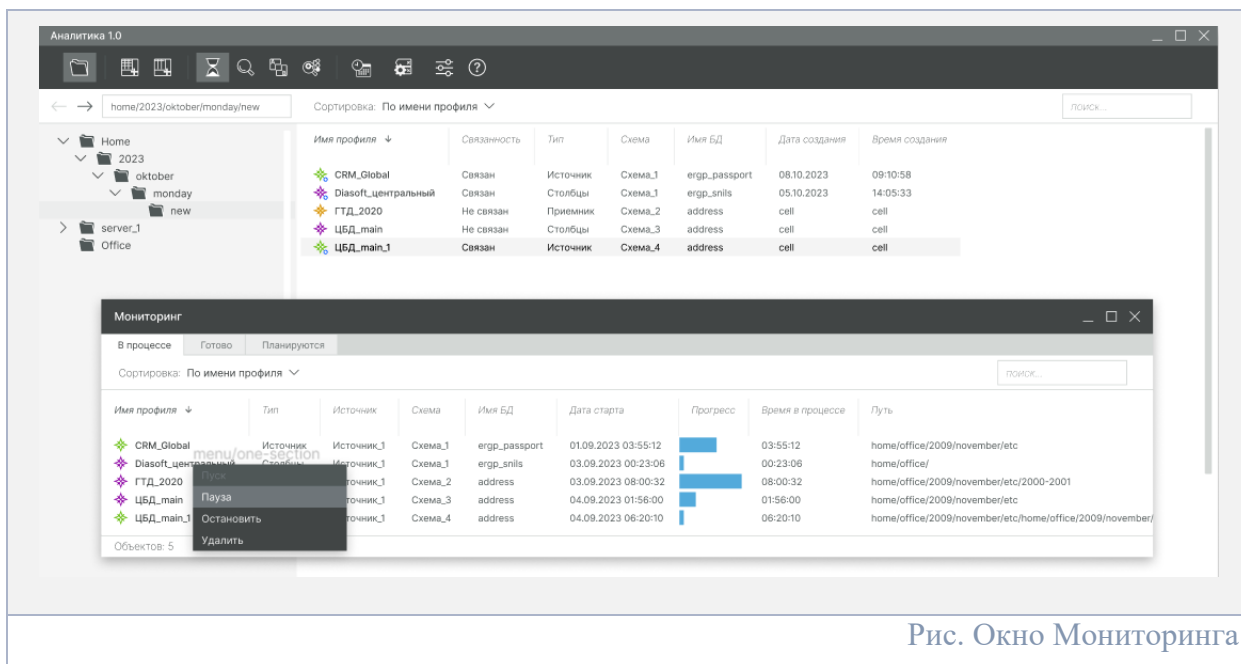 Аналитика 1.0
home/2023/oktober/monday/new
Сортировка: По имени профиля
поиск...
Home
2023
oktober
monday
new
server_1
Office
Имя профиля Связанность Тип Схема Имя БД Дата создания Время создания
CRM_Global Связан Источник Схема_1 ergp_passport 08.10.2023 09:10:58
Diasoft_центральный Связан Столбцы Схема_1 ergp_snils 05.10.2023 14:05:33
ГТД_2020 Не связан Приемник Схема_2 address cell cell
ЦБД_main Не связан Столбцы Схема_3 address cell cell
ЦБД_main_1 Связан Источник Схема_4 address cell cell
Мониторинг
В процессе Готово Планируются
Сортировка: По имени профиля
поиск...
Имя профиля Тип Источник Схема Имя БД Дата старта Прогресс Время в процессе Путь
CRM_Global Источник Источник_1 Схема_1 ergp_passport 01.09.2023 03:55:12 03:55:12 home/office/2009/november/etc
menu/one-section
Diasoft_центральный Столбцы Источник_1 Схема_1 ergp_snils 03.09.2023 00:23:06 00:23:06 home/office/
ГТД_2020 точник_1 Схема_2 address 03.09.2023 08:00:32 08:00:32 home/office/2009/november/etc/2000-2001
ЦБД_main точник_1 Схема_3 address 04.09.2023 01:56:00 01:56:00 home/office/2009/november/etc
ЦБД_main_1 точник_1 Схема_4 address 04.09.2023 06:20:10 06:20:10 home/office/2009/november/etc/home/office/2009/november/
Пуск
Пауза
Остановить
Удалить
Объектов: 5
Рис. Окно Мониторинга